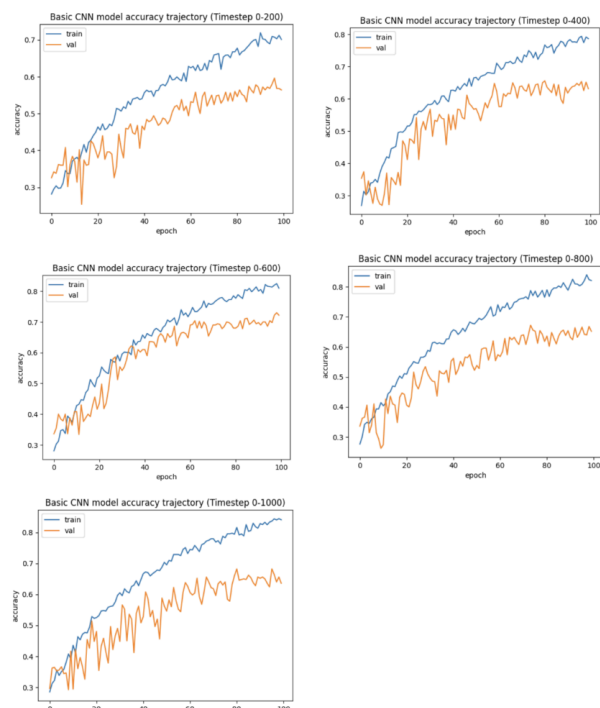 Basic CNN model accuracy trajectory (Timestep 0-200)
train
val
0.7
0.6
0.5
0.4
0.3
accuracy
0 20 40 60 80 100
epoch
Basic CNN model accuracy trajectory (Timestep 0-400)
train
val
0.8
0.7
0.6
0.5
0.4
0.3
accuracy
0 20 40 60 80 100
epoch
Basic CNN model accuracy trajectory (Timestep 0-600)
train
val
0.8
0.7
0.6
0.5
0.4
0.3
accuracy
0 20 40 60 80 100
epoch
Basic CNN model accuracy trajectory (Timestep 0-800)
train
val
0.8
0.7
0.6
0.5
0.4
0.3
accuracy
0 20 40 60 80 100
epoch
Basic CNN model accuracy trajectory (Timestep 0-1000)
train
val
0.8
0.7
0.6
0.5
0.4
0.3
accuracy